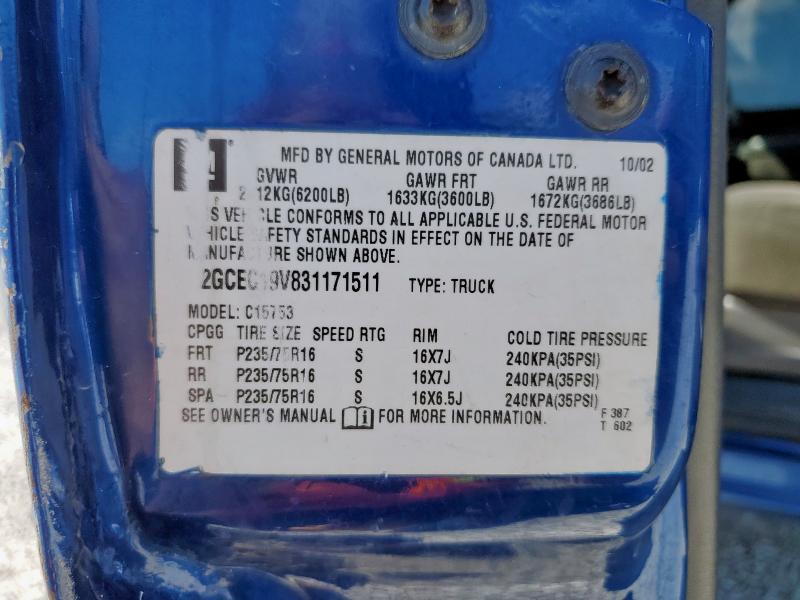 MFD BY GENERAL MOTORS OF CANADA LTD. 10/02
GVWR GAWR FRT GAWR RR
1633KG(3600LB) 1672KG(3686LB)
VEHICLE CONFORMS TO ALL APPLICABLE U.S. FEDERAL MOTOR
VEHICLE SAFETY STANDARDS IN EFFECT ON THE DATE OF
MANUFACTURE SHOWN ABOVE.
TYPE: TRUCK
MODEL: C15753
CPGG TIRE SIZE SPEED RTG RIM COLD TIRE PRESSURE
FRT P235/75R16 S 16X7J 240KPA(35PSI)
RR P235/75R16 S 16X7J 240KPA(35PSI)
SPA P235/75R16 S 16X6.5J 240KPA(35PSI)
SEE OWNER'S MANUAL FOR MORE INFORMATION.
F 387
T 602